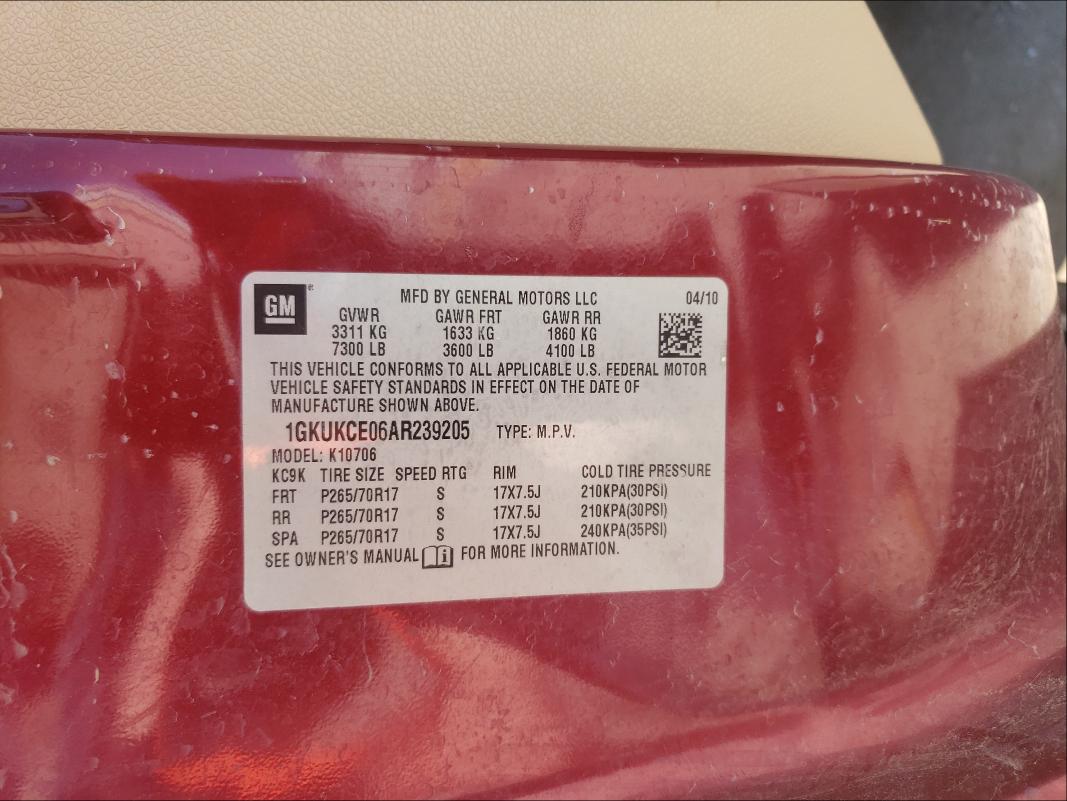 GM
MFD BY GENERAL MOTORS LLC 04/10
GVWR GAWR FRT GAWR RR
3311 KG 1633 KG 1860 KG
7300 LB 3600 LB 4100 LB
THIS VEHICLE CONFORMS TO ALL APPLICABLE U.S. FEDERAL MOTOR
VEHICLE SAFETY STANDARDS IN EFFECT ON THE DATE OF
MANUFACTURE SHOWN ABOVE.
1GKUKCE06AR239205 TYPE: M.P.V.
MODEL: K10706
KC9K TIRE SIZE SPEED RTG RIM COLD TIRE PRESSURE
FRT P265/70R17 S 17X7.5J 210KPA(30PSI)
RR P265/70R17 S 17X7.5J 210KPA(30PSI)
SPA P265/70R17 S 17X7.5J 240KPA(35PSI)
SEE OWNER'S MANUAL i FOR MORE INFORMATION.